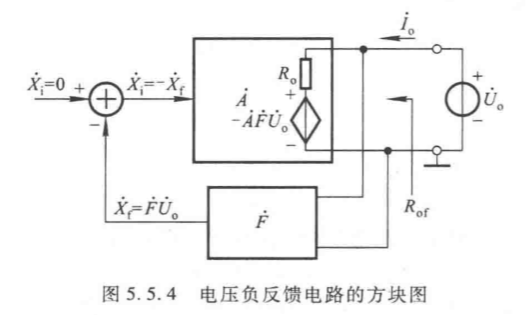 İₒ
Ẋᵢ=0 + Ẋᵢ=-Ẋf Rₒ +
+ Ȧ
- -ȦḞU̇ₒ U̇ₒ
- -
Ẋf=ḞU̇ₒ Ḟ Rof
图 5.5.4 电压负反馈电路的方块图